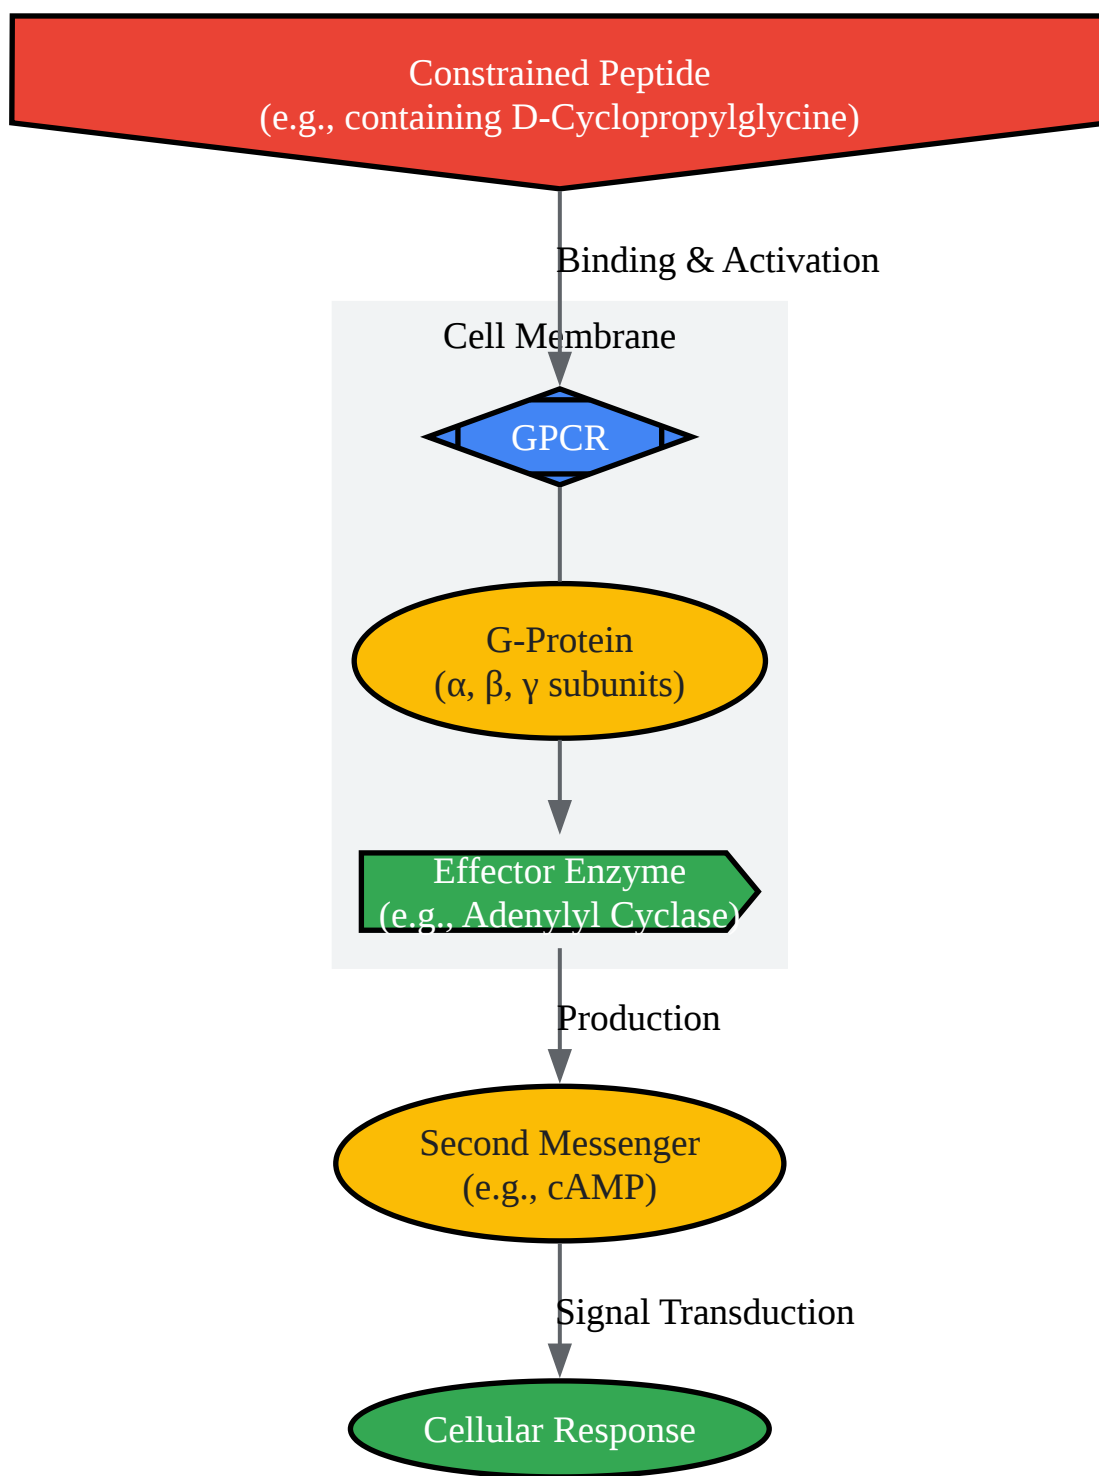 Constrained Peptide
(e.g., containing D-Cyclopropylglycine)
Binding & Activation
Cell Membrane
GPCR
G-Protein
(α, β, γ subunits)
Effector Enzyme
(e.g., Adenylyl Cyclase)
Production
Second Messenger
(e.g., cAMP)
Signal Transduction
Cellular Response